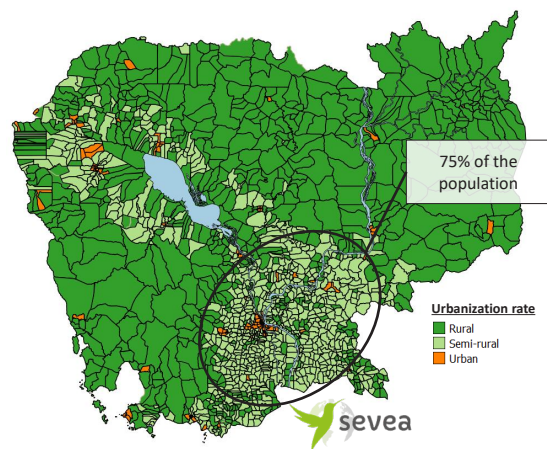 75% of the
population
Urbanization rate
Rural
Semi-rural
Urban
sevea